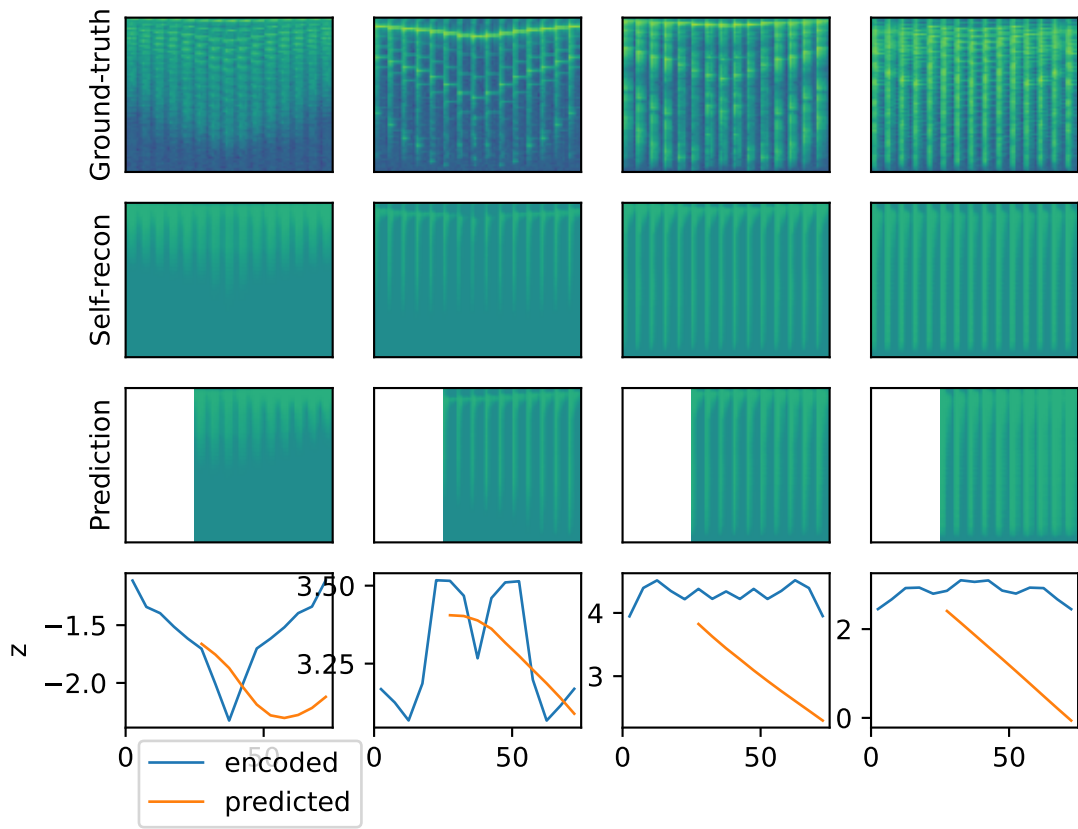 Ground-truth
Self-recon
Prediction
z
−1.5
−2.0
3.50
3.25
4
3
2
0
0 50
0 50
0 50
0 50
encoded
predicted